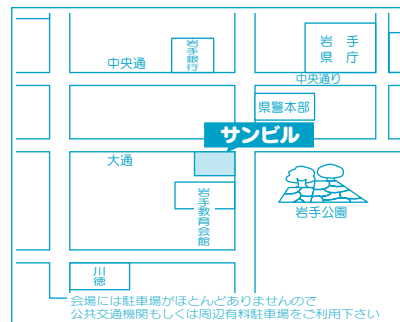 岩手県庁
岩手銀行
中央通
中央通り
県警本部
サンビル
大通
岩手教育会館
岩手公園
川徳
会場には駐車場がほとんどありませんので
公共交通機関もしくは周辺有料駐車場をご利用下さい